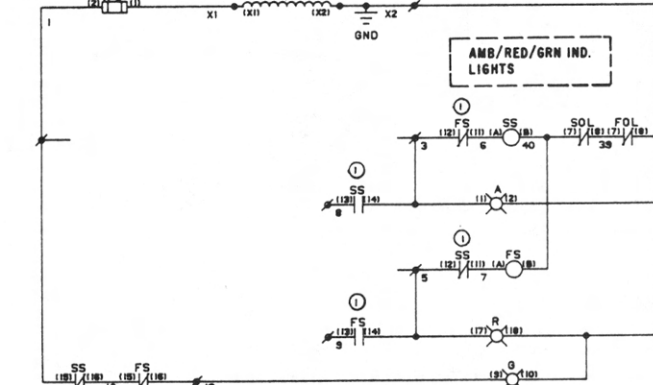 (2) (1)
1 X1 (X1) (X2) X2
GND
AMB/RED/GRN IND.
LIGHTS
1
FS SS SOL FOL
(12) (11) (A) (B) (7) (8) (7) (8)
3 6 40 39
1
SS A
(13) (14) (1) (2)
8
1
SS FS
(12) (11) (A) (B)
5 7
1
FS R
(13) (14) (17) (18)
9
SS FS G
(15) (16) (15) (16) (9) (10)